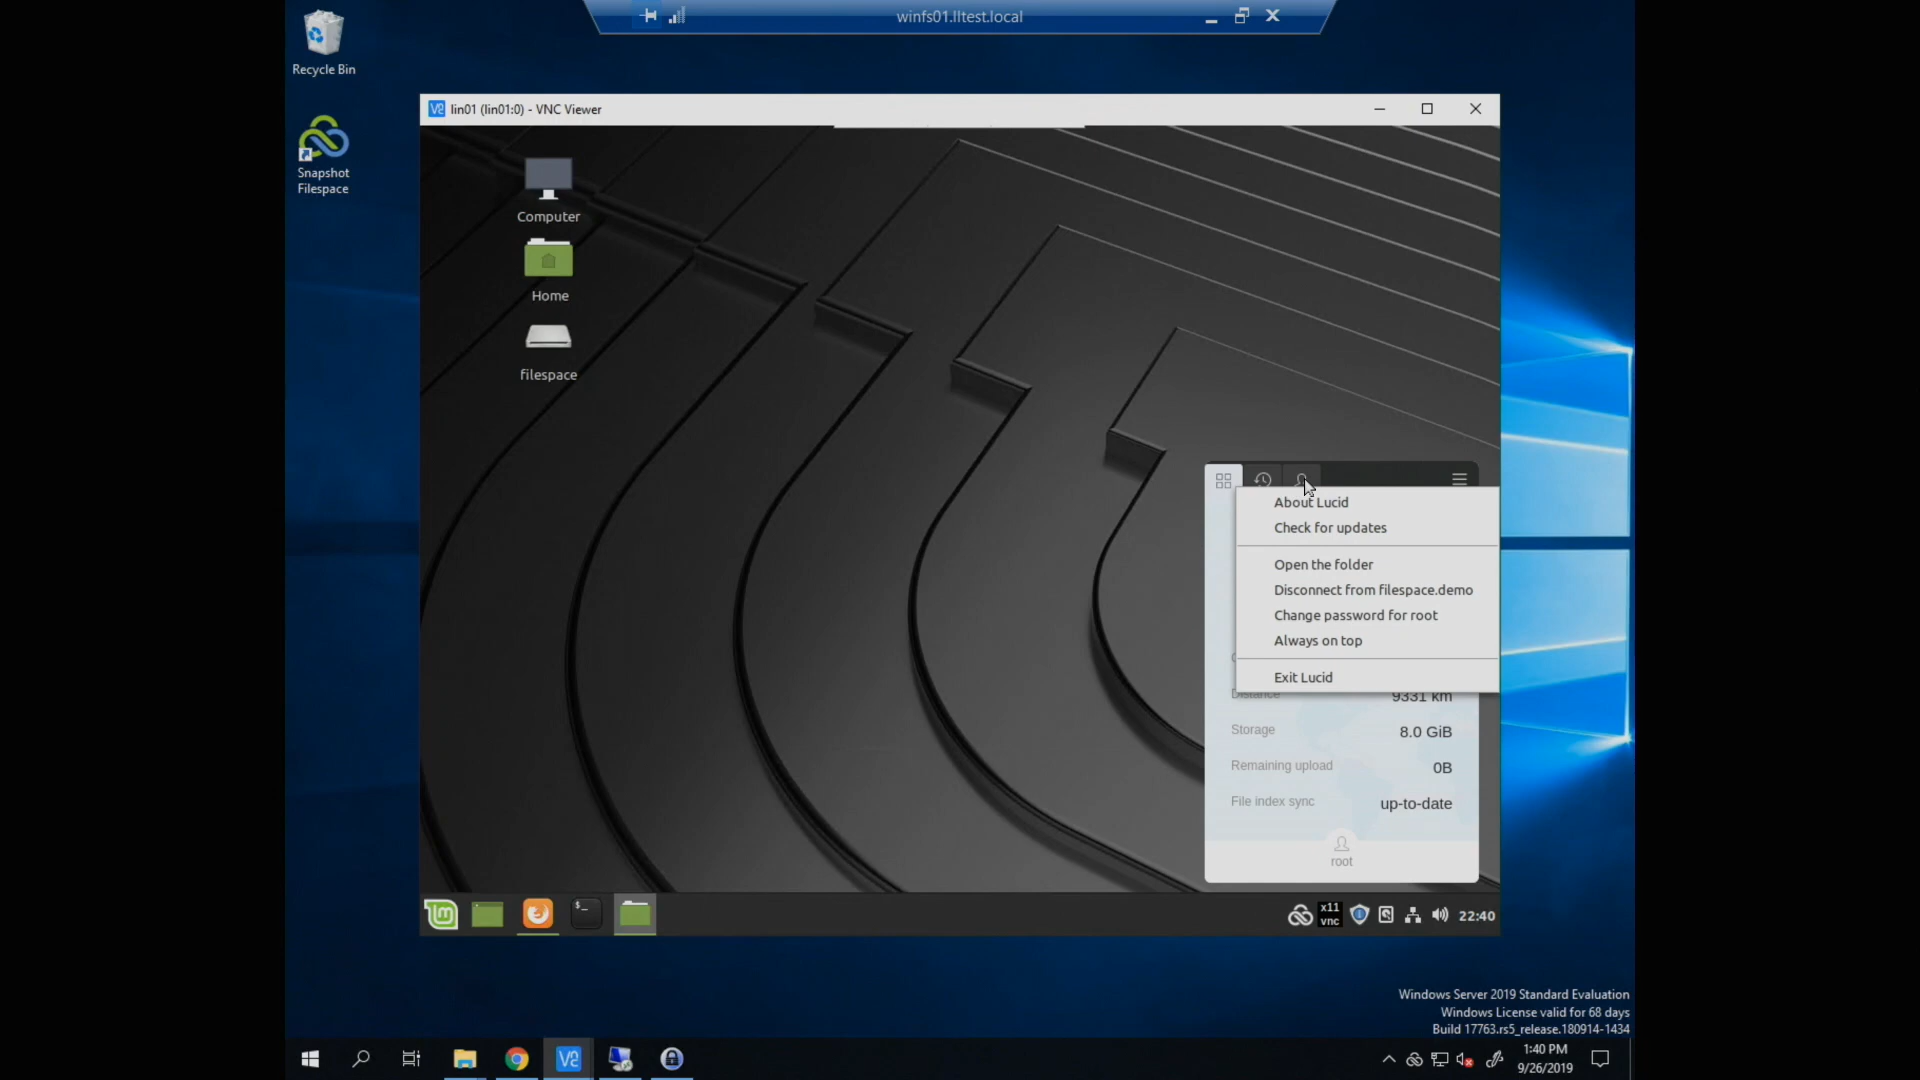 winfs01.lltest.local
Recycle Bin
Snapshot
Filespace
lin01 (lin01:0) - VNC Viewer
Computer
Home
filespace
About Lucid
Check for updates
Open the folder
Disconnect from filespace.demo
Change password for root
Always on top
Exit Lucid
Distance 9331 km
Storage 8.0 GiB
Remaining upload 0B
File index sync up-to-date
root
x11
vnc
22:40
Windows Server 2019 Standard Evaluation
Windows License valid for 68 days
Build 17763.rs5_release.180914-1434
1:40 PM
9/26/2019